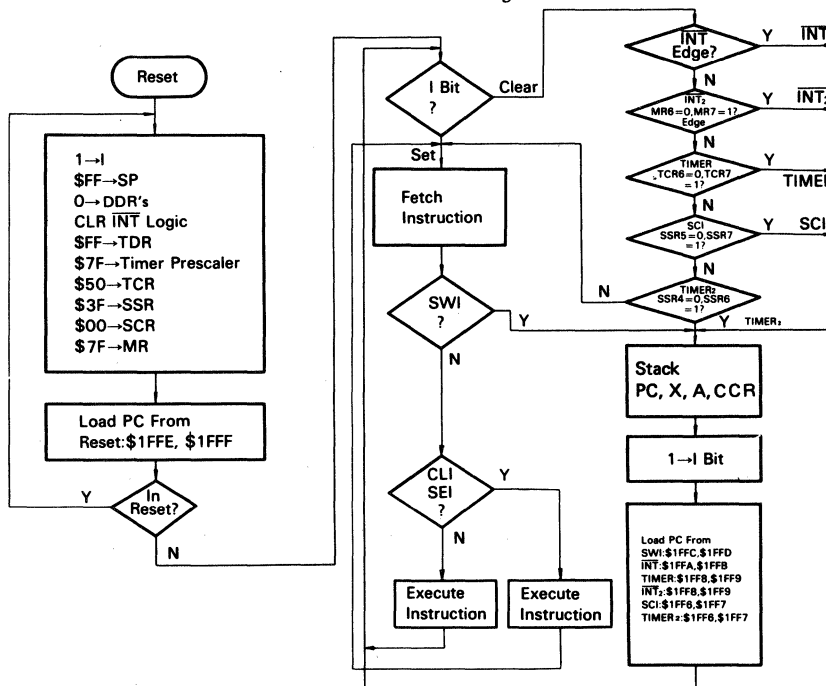 Reset
1→I
$FF→SP
0→DDR's
CLR INT Logic
$FF→TDR
$7F→Timer Prescaler
$50→TCR
$3F→SSR
$00→SCR
$7F→MR
Load PC From
Reset:$1FFE, $1FFF
In
Reset?
Y
N
I Bit
?
Clear
Set
Fetch
Instruction
SWI
?
Y
N
CLI
SEI
?
Y
N
Execute
Instruction
Execute
Instruction
INT
Edge?
Y
INT
N
INT₂
MR6=0,MR7=1?
Edge
Y
INT₂
N
TIMER
TCR6=0,TCR7
=1?
Y
TIMER
N
SCI
SSR5=0,SSR7
=1?
Y
SCI
N
TIMER₂
SSR4=0,SSR6
=1?
N
Y
TIMER₂
Stack
PC, X, A, CCR
1→I Bit
Load PC From
SWI:$1FFC,$1FFD
INT:$1FFA,$1FFB
TIMER:$1FF8,$1FF9
INT₂:$1FF8,$1FF9
SCI:$1FF6,$1FF7
TIMER₂:$1FF6,$1FF7